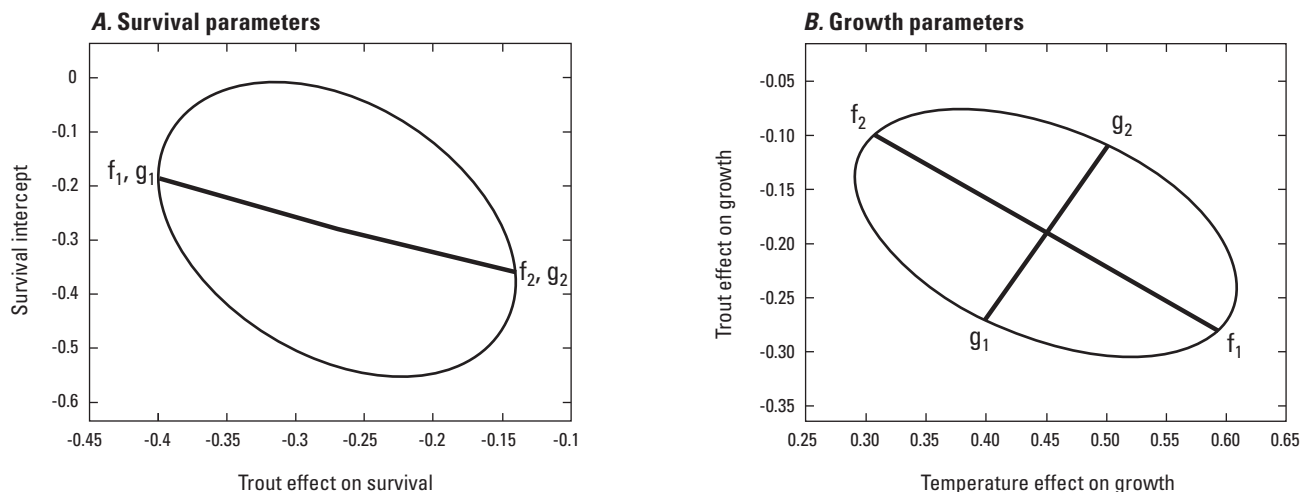 A. Survival parameters
0
-0.1
-0.2
-0.3
-0.4
-0.5
-0.6
Survival intercept
f1, g1
f2, g2
-0.45 -0.4 -0.35 -0.3 -0.25 -0.2 -0.15 -0.1
Trout effect on survival
B. Growth parameters
-0.05
-0.10
-0.15
-0.20
-0.25
-0.30
-0.35
Trout effect on growth
f2
g2
g1
f1
0.25 0.30 0.35 0.40 0.45 0.50 0.55 0.60 0.65
Temperature effect on growth